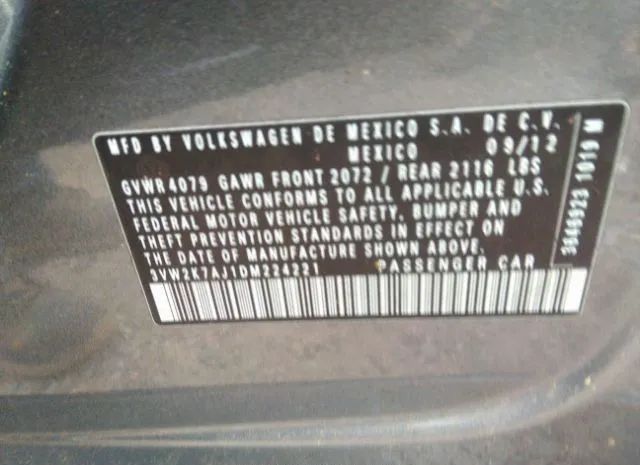 MFD BY VOLKSWAGEN DE MEXICO S.A. DE C.V.
MEXICO 09/12
GVWR 4079 GAWR FRONT 2072 / REAR 2116 LBS
THIS VEHICLE CONFORMS TO ALL APPLICABLE U.S.
FEDERAL MOTOR VEHICLE SAFETY, BUMPER AND
THEFT PREVENTION STANDARDS IN EFFECT ON
THE DATE OF MANUFACTURE SHOWN ABOVE.
3VW2K7AJ1DM224221 PASSENGER CAR
1019 M